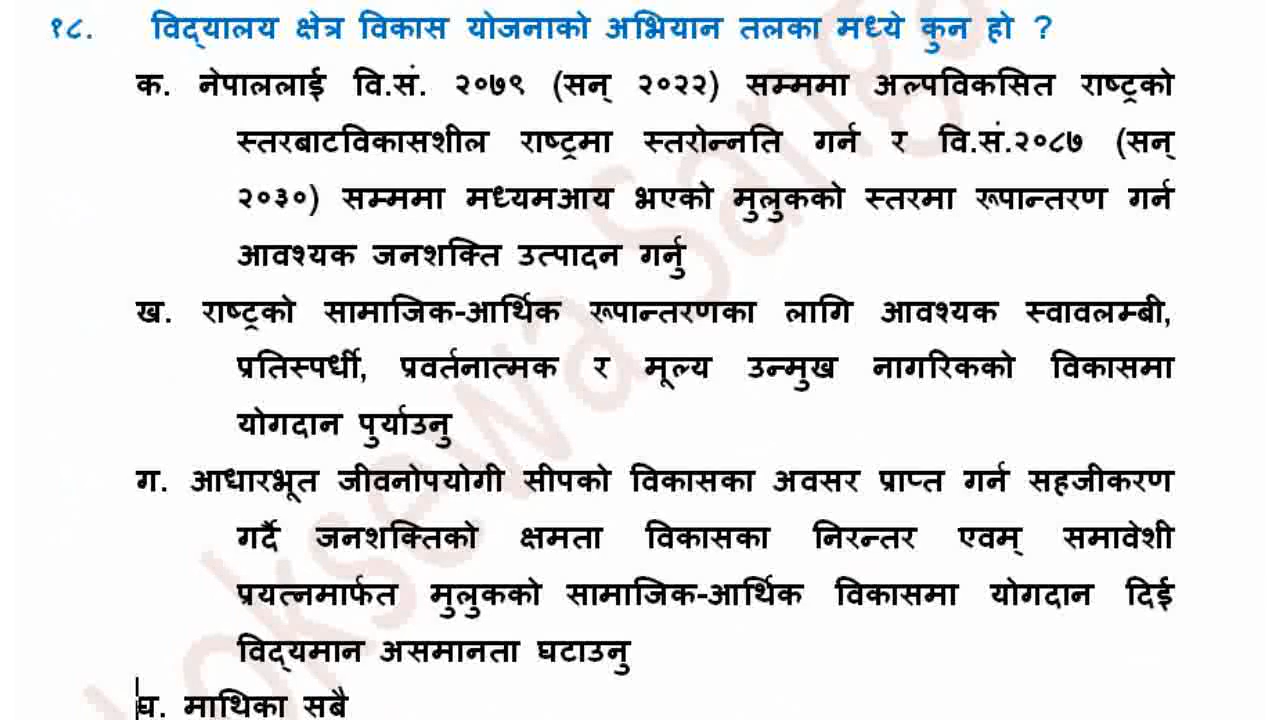 १८. विद्यालय क्षेत्र विकास योजनाको अभियान तलका मध्ये कुन हो ?
क. नेपाललाई वि.सं. २०७९ (सन् २०२२) सम्ममा अल्पविकसित राष्ट्रको
स्तरबाटविकासशील राष्ट्रमा स्तरोन्नति गर्न र वि.सं.२०८७ (सन्
२०३०) सम्ममा मध्यमआय भएको मुलुकको स्तरमा रूपान्तरण गर्न
आवश्यक जनशक्ति उत्पादन गर्नु
ख. राष्ट्रको सामाजिक-आर्थिक रूपान्तरणका लागि आवश्यक स्वावलम्बी,
प्रतिस्पर्धी, प्रवर्तनात्मक र मूल्य उन्मुख नागरिकको विकासमा
योगदान पुर्याउनु
ग. आधारभूत जीवनोपयोगी सीपको विकासका अवसर प्राप्त गर्न सहजीकरण
गर्दै जनशक्तिको क्षमता विकासका निरन्तर एवम् समावेशी
प्रयत्नमार्फत मुलुकको सामाजिक-आर्थिक विकासमा योगदान दिई
विद्यमान असमानता घटाउनु
घ. माथिका सबै